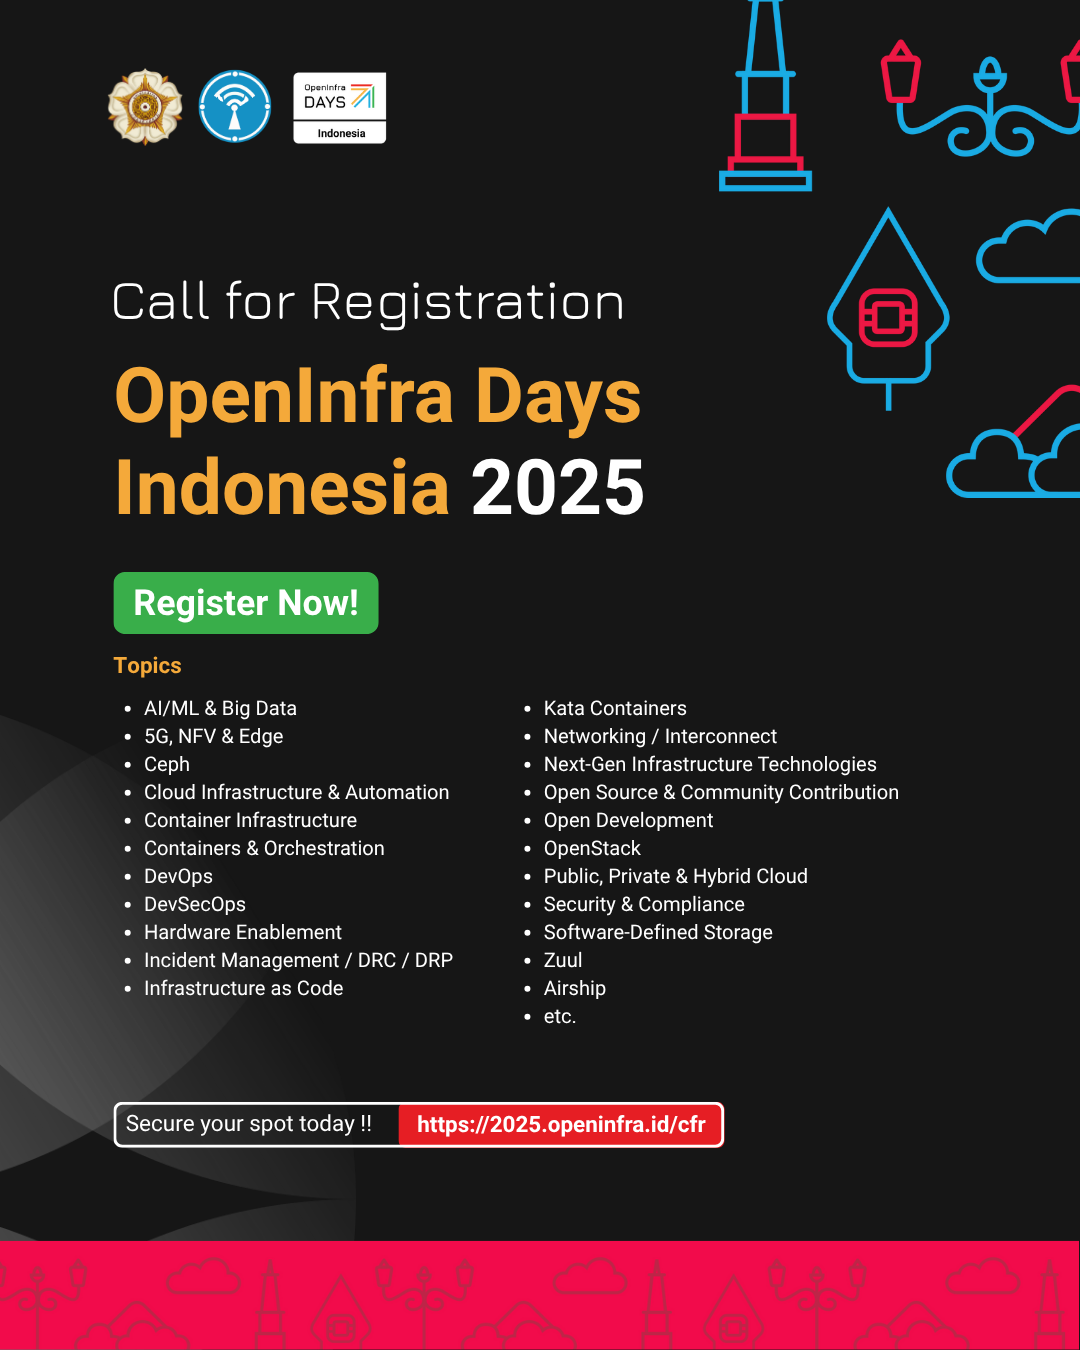 OpenInfra
DAYS
Indonesia
Call for Registration
OpenInfra Days
Indonesia 2025
Register Now!
Topics
• AI/ML & Big Data
• 5G, NFV & Edge
• Ceph
• Cloud Infrastructure & Automation
• Container Infrastructure
• Containers & Orchestration
• DevOps
• DevSecOps
• Hardware Enablement
• Incident Management / DRC / DRP
• Infrastructure as Code
• Kata Containers
• Networking / Interconnect
• Next-Gen Infrastructure Technologies
• Open Source & Community Contribution
• Open Development
• OpenStack
• Public, Private & Hybrid Cloud
• Security & Compliance
• Software-Defined Storage
• Zuul
• Airship
• etc.
Secure your spot today !! https://2025.openinfra.id/cfr